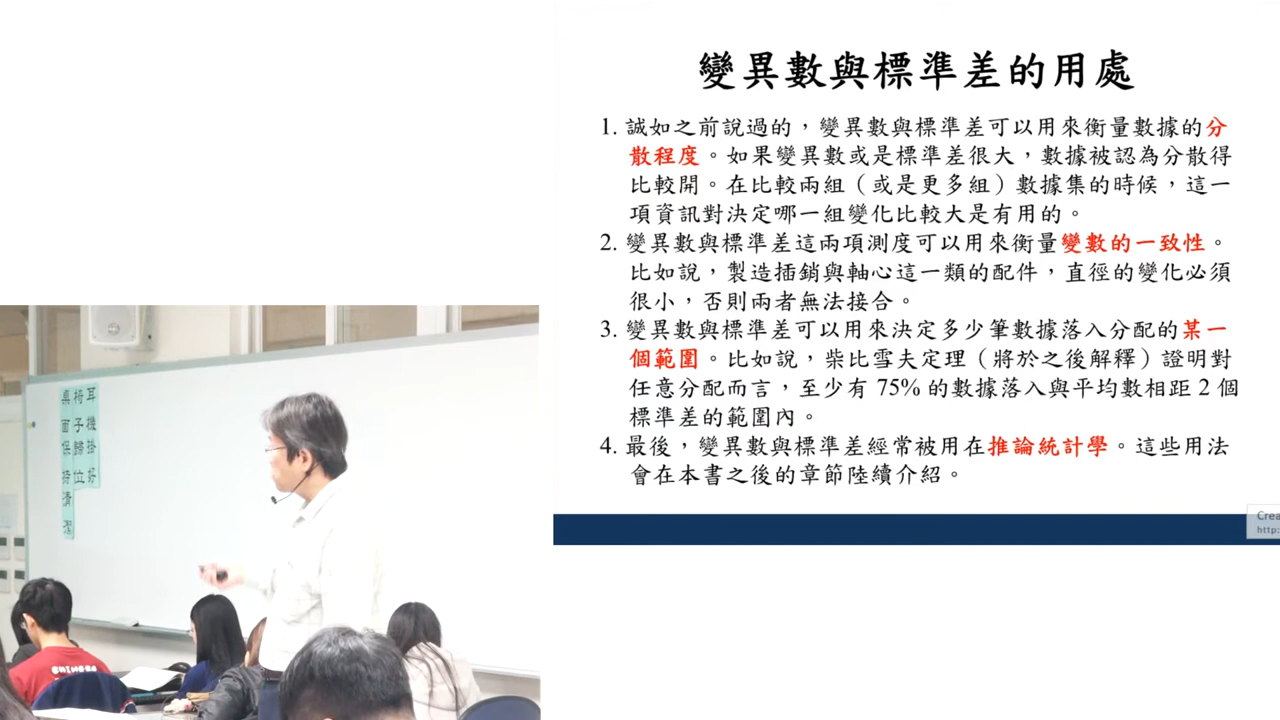 變異數與標準差的用處
1. 誠如之前說過的，變異數與標準差可以用來衡量數據的分
散程度。如果變異數或是標準差很大，數據被認為分散得
比較開。在比較兩組（或是更多組）數據集的時候，這一
項資訊對決定哪一組變化比較大是有用的。
2. 變異數與標準差這兩項測度可以用來衡量變數的一致性。
比如說，製造插銷與軸心這一類的配件，直徑的變化必須
很小，否則兩者無法接合。
3. 變異數與標準差可以用來決定多少筆數據落入分配的某一
個範圍。比如說，柴比雪夫定理（將於之後解釋）證明對
任意分配而言，至少有 75% 的數據落入與平均數相距 2 個
標準差的範圍內。
4. 最後，變異數與標準差經常被用在推論統計學。這些用法
會在本書之後的章節陸續介紹。
Crea
http:
耳機掛好
椅子歸位
桌面保持清潔